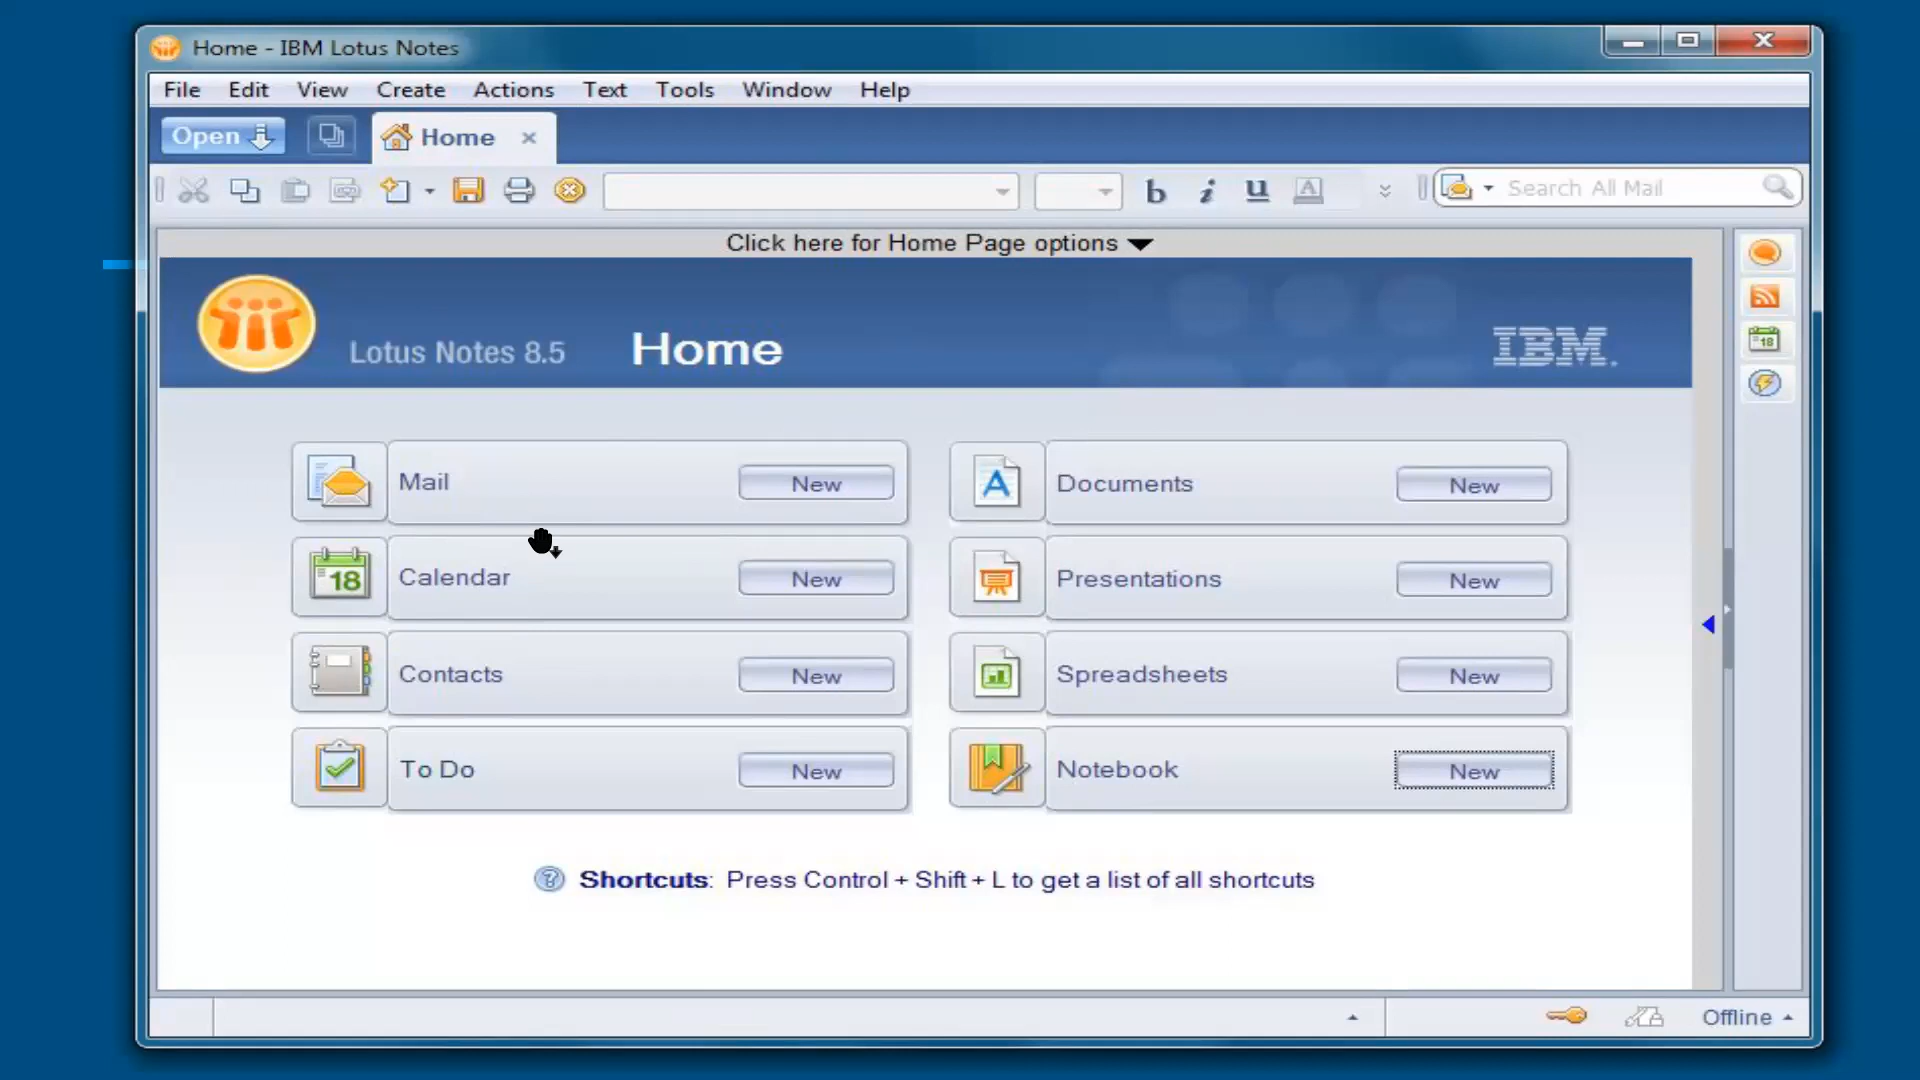 Home - IBM Lotus Notes
File Edit View Create Actions Text Tools Window Help
Open Home
b i u A Search All Mail
Click here for Home Page options
Lotus Notes 8.5 Home IBM
Mail New
Documents New
18 Calendar New
Presentations New
Contacts New
Spreadsheets New
To Do New
Notebook New
Shortcuts: Press Control + Shift + L to get a list of all shortcuts
18
Offline